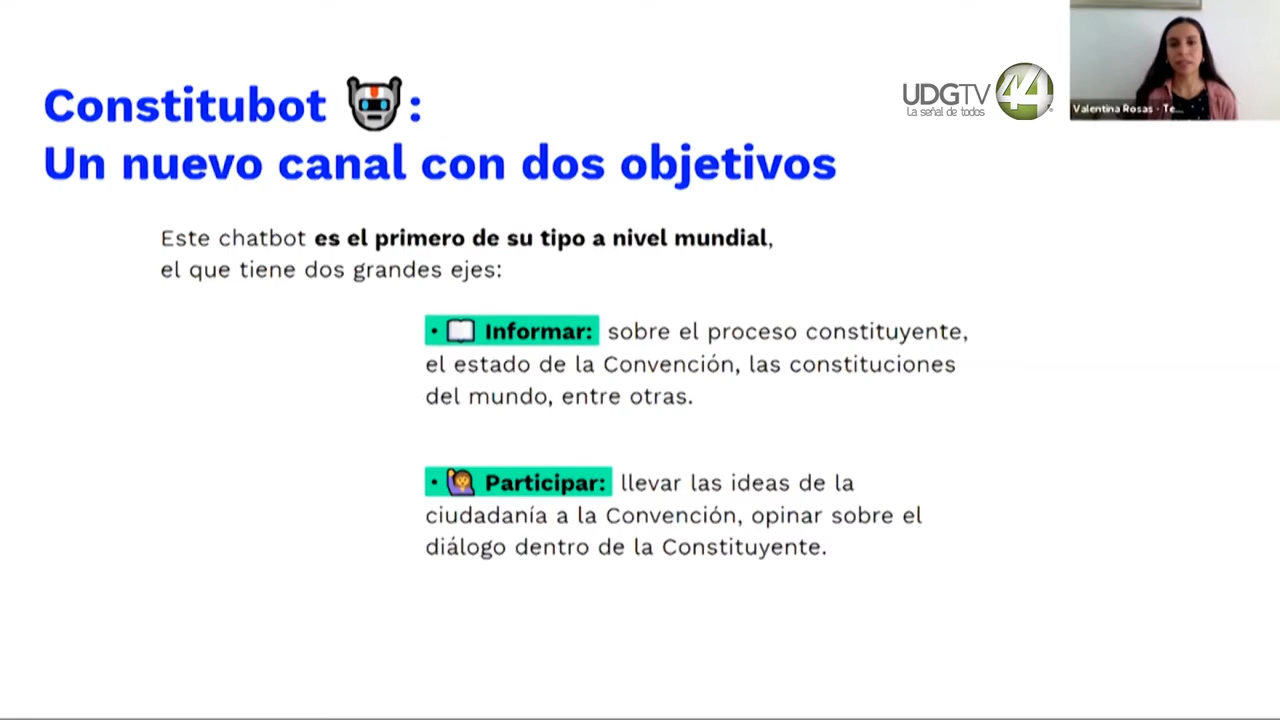 Constitubot :
Un nuevo canal con dos objetivos
UDGTV 44
La señal de todos
Valentina Rosas - Te...
Este chatbot es el primero de su tipo a nivel mundial,
el que tiene dos grandes ejes:
• Informar: sobre el proceso constituyente,
el estado de la Convención, las constituciones
del mundo, entre otras.
• Participar: llevar las ideas de la
ciudadanía a la Convención, opinar sobre el
diálogo dentro de la Constituyente.